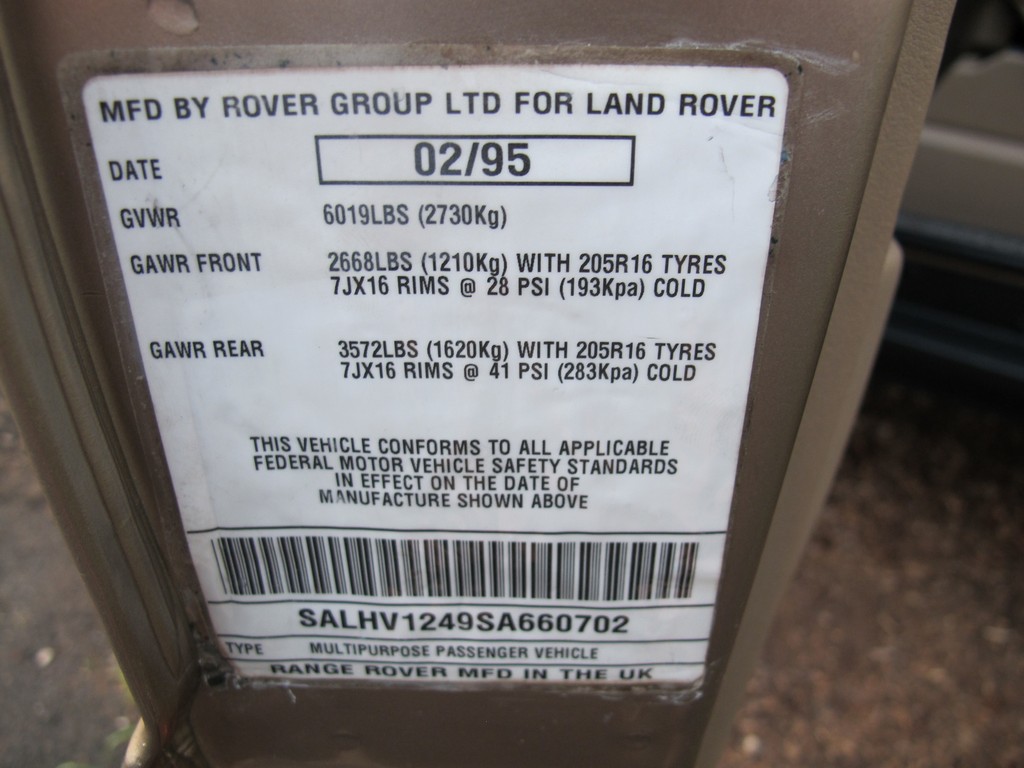 MFD BY ROVER GROUP LTD FOR LAND ROVER
DATE 02/95
GVWR 6019LBS (2730Kg)
GAWR FRONT 2668LBS (1210Kg) WITH 205R16 TYRES
7JX16 RIMS @ 28 PSI (193Kpa) COLD
GAWR REAR 3572LBS (1620Kg) WITH 205R16 TYRES
7JX16 RIMS @ 41 PSI (283Kpa) COLD
THIS VEHICLE CONFORMS TO ALL APPLICABLE
FEDERAL MOTOR VEHICLE SAFETY STANDARDS
IN EFFECT ON THE DATE OF
MANUFACTURE SHOWN ABOVE
SALHV1249SA660702
TYPE MULTIPURPOSE PASSENGER VEHICLE
RANGE ROVER MFD IN THE UK